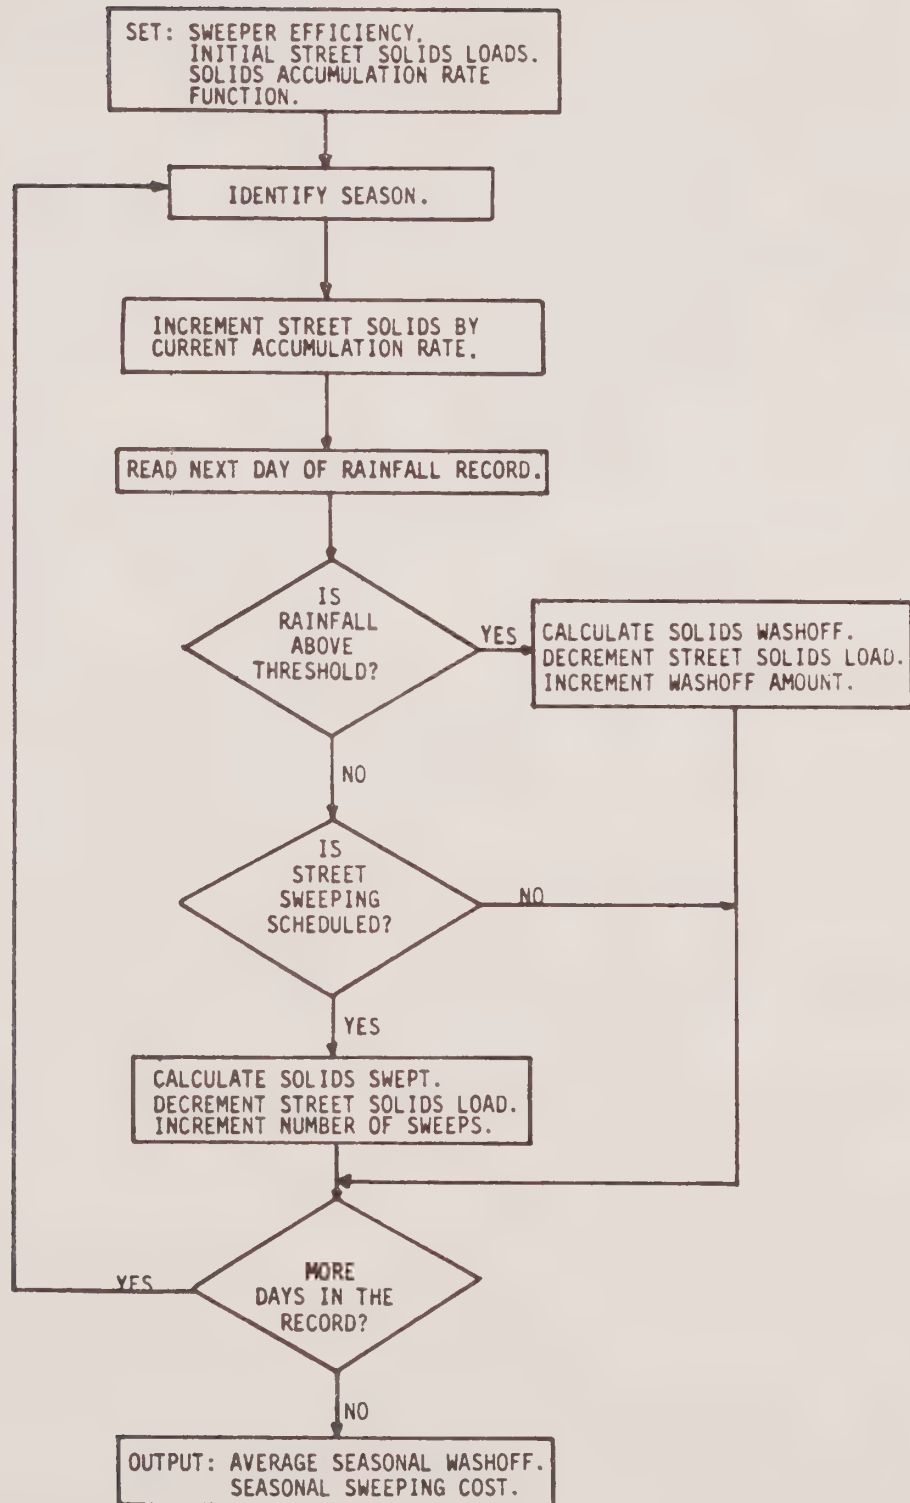 SET: SWEEPER EFFICIENCY.
INITIAL STREET SOLIDS LOADS.
SOLIDS ACCUMULATION RATE
FUNCTION.
IDENTIFY SEASON.
INCREMENT STREET SOLIDS BY
CURRENT ACCUMULATION RATE.
READ NEXT DAY OF RAINFALL RECORD.
IS
RAINFALL
ABOVE
THRESHOLD?
YES
CALCULATE SOLIDS WASHOFF.
DECREMENT STREET SOLIDS LOAD.
INCREMENT WASHOFF AMOUNT.
NO
IS
STREET
SWEEPING
SCHEDULED?
NO
YES
CALCULATE SOLIDS SWEPT.
DECREMENT STREET SOLIDS LOAD.
INCREMENT NUMBER OF SWEEPS.
MORE
DAYS IN THE
RECORD?
YES
NO
OUTPUT: AVERAGE SEASONAL WASHOFF.
SEASONAL SWEEPING COST.